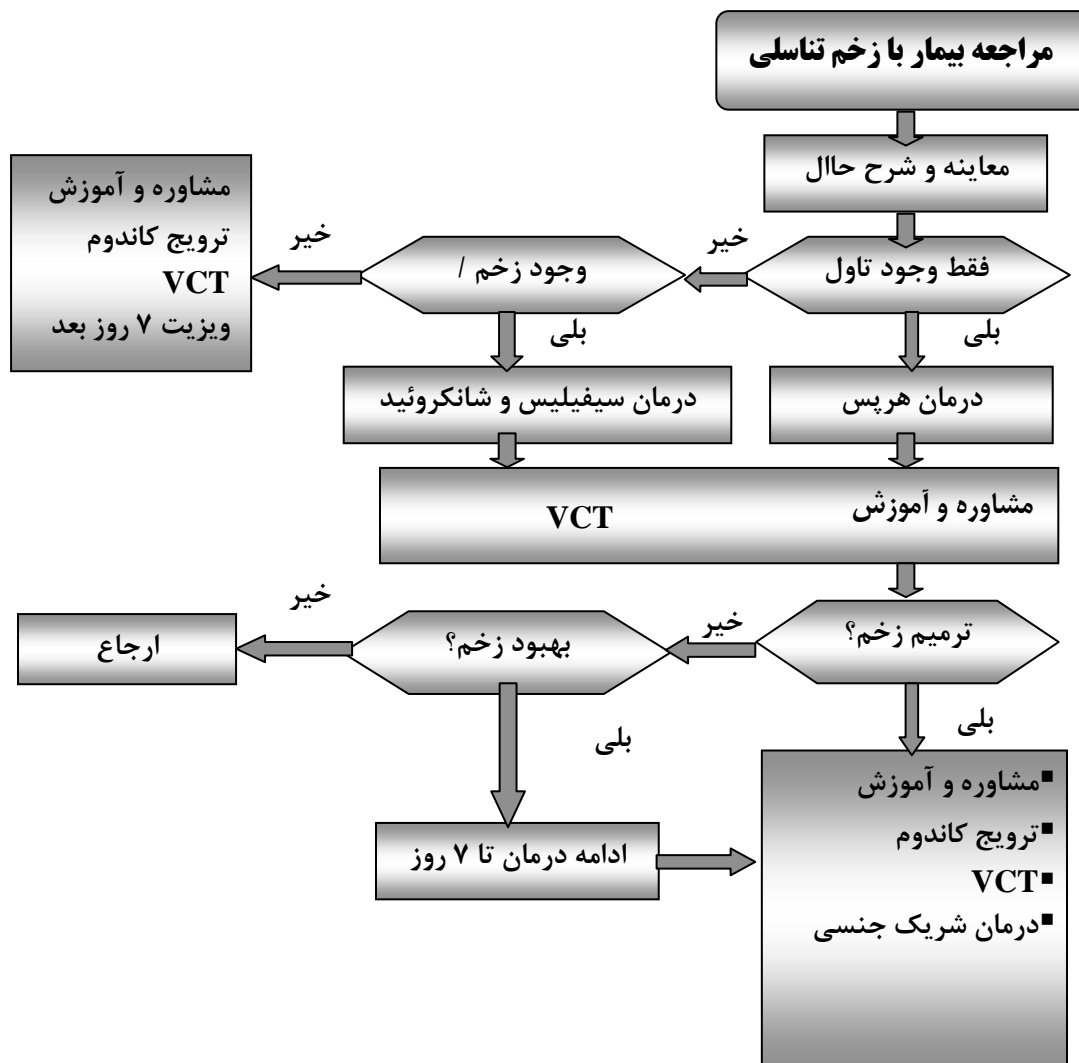 مراجعه بیمار با زخم تناسلی
معاینه و شرح حاال
فقط وجود تاول
خیر
وجود زخم /
خیر
مشاوره و آموزش
ترویج کاندوم
VCT
ویزیت ۷ روز بعد
بلی
بلی
درمان هرپس
درمان سیفیلیس و شانکروئید
مشاوره و آموزش VCT
ترمیم زخم؟
خیر
بهبود زخم؟
خیر
ارجاع
بلی
بلی
ادامه درمان تا ۷ روز
▪مشاوره و آموزش
▪ترویج کاندوم
▪VCT
▪درمان شریک جنسی